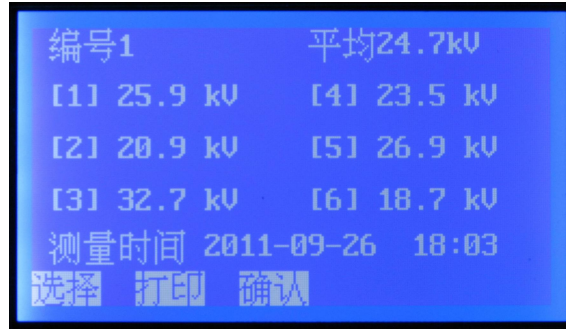 编号1 平均24.7kV
[1] 25.9 kV [4] 23.5 kV
[2] 20.9 kV [5] 26.9 kV
[3] 32.7 kV [6] 18.7 kV
测量时间 2011-09-26 18:03
选择 打印 确认